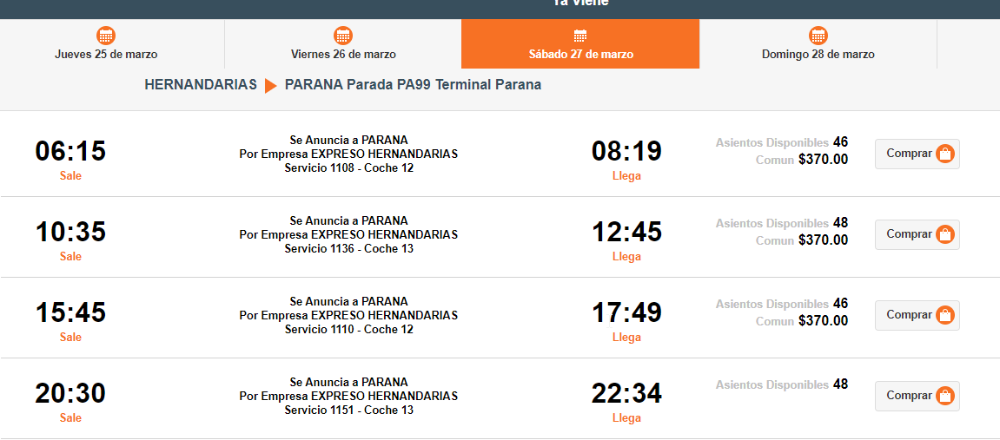 Ya Viene
Jueves 25 de marzo
Viernes 26 de marzo
Sábado 27 de marzo
Domingo 28 de marzo
HERNANDARIAS PARANA Parada PA99 Terminal Parana
06:15
Sale
Se Anuncia a PARANA
Por Empresa EXPRESO HERNANDARIAS
Servicio 1108 - Coche 12
08:19
Llega
Asientos Disponibles 46
Comun $370.00
Comprar
10:35
Sale
Se Anuncia a PARANA
Por Empresa EXPRESO HERNANDARIAS
Servicio 1136 - Coche 13
12:45
Llega
Asientos Disponibles 48
Comun $370.00
Comprar
15:45
Sale
Se Anuncia a PARANA
Por Empresa EXPRESO HERNANDARIAS
Servicio 1110 - Coche 12
17:49
Llega
Asientos Disponibles 46
Comun $370.00
Comprar
20:30
Sale
Se Anuncia a PARANA
Por Empresa EXPRESO HERNANDARIAS
Servicio 1151 - Coche 13
22:34
Llega
Asientos Disponibles 48
Comprar